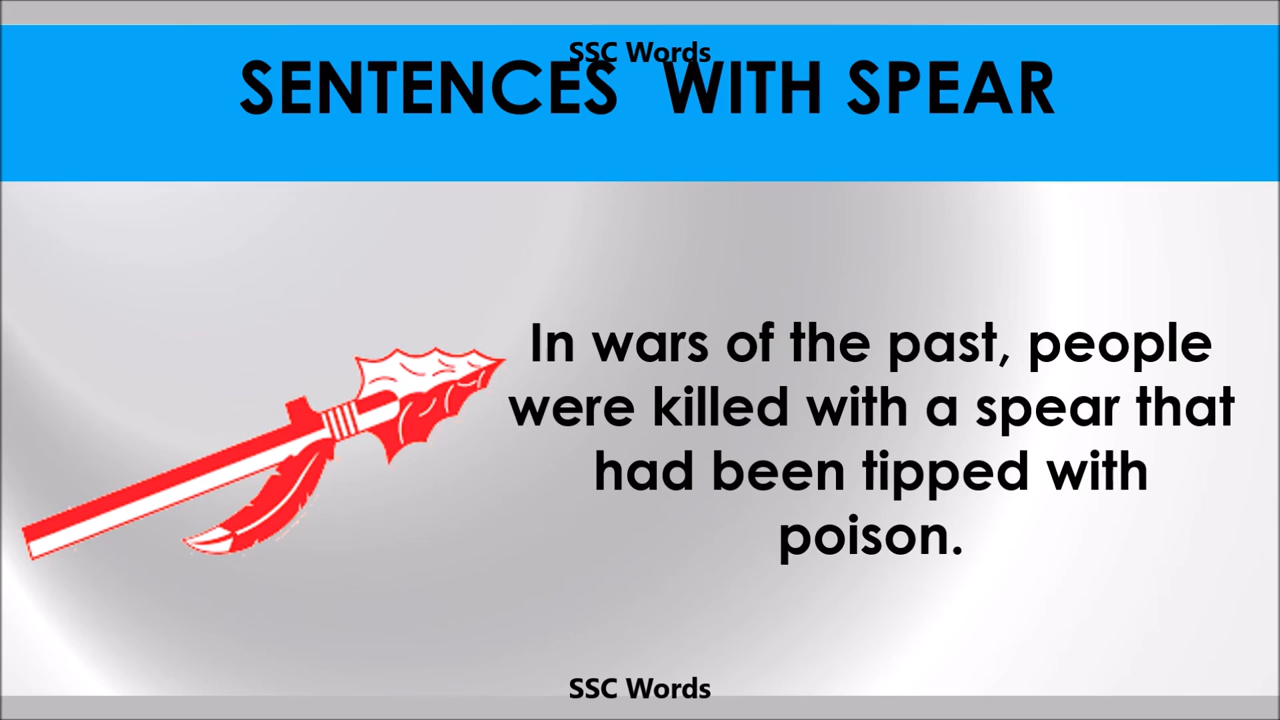 SSC Words
SENTENCES WITH SPEAR
In wars of the past, people
were killed with a spear that
had been tipped with
poison.
SSC Words